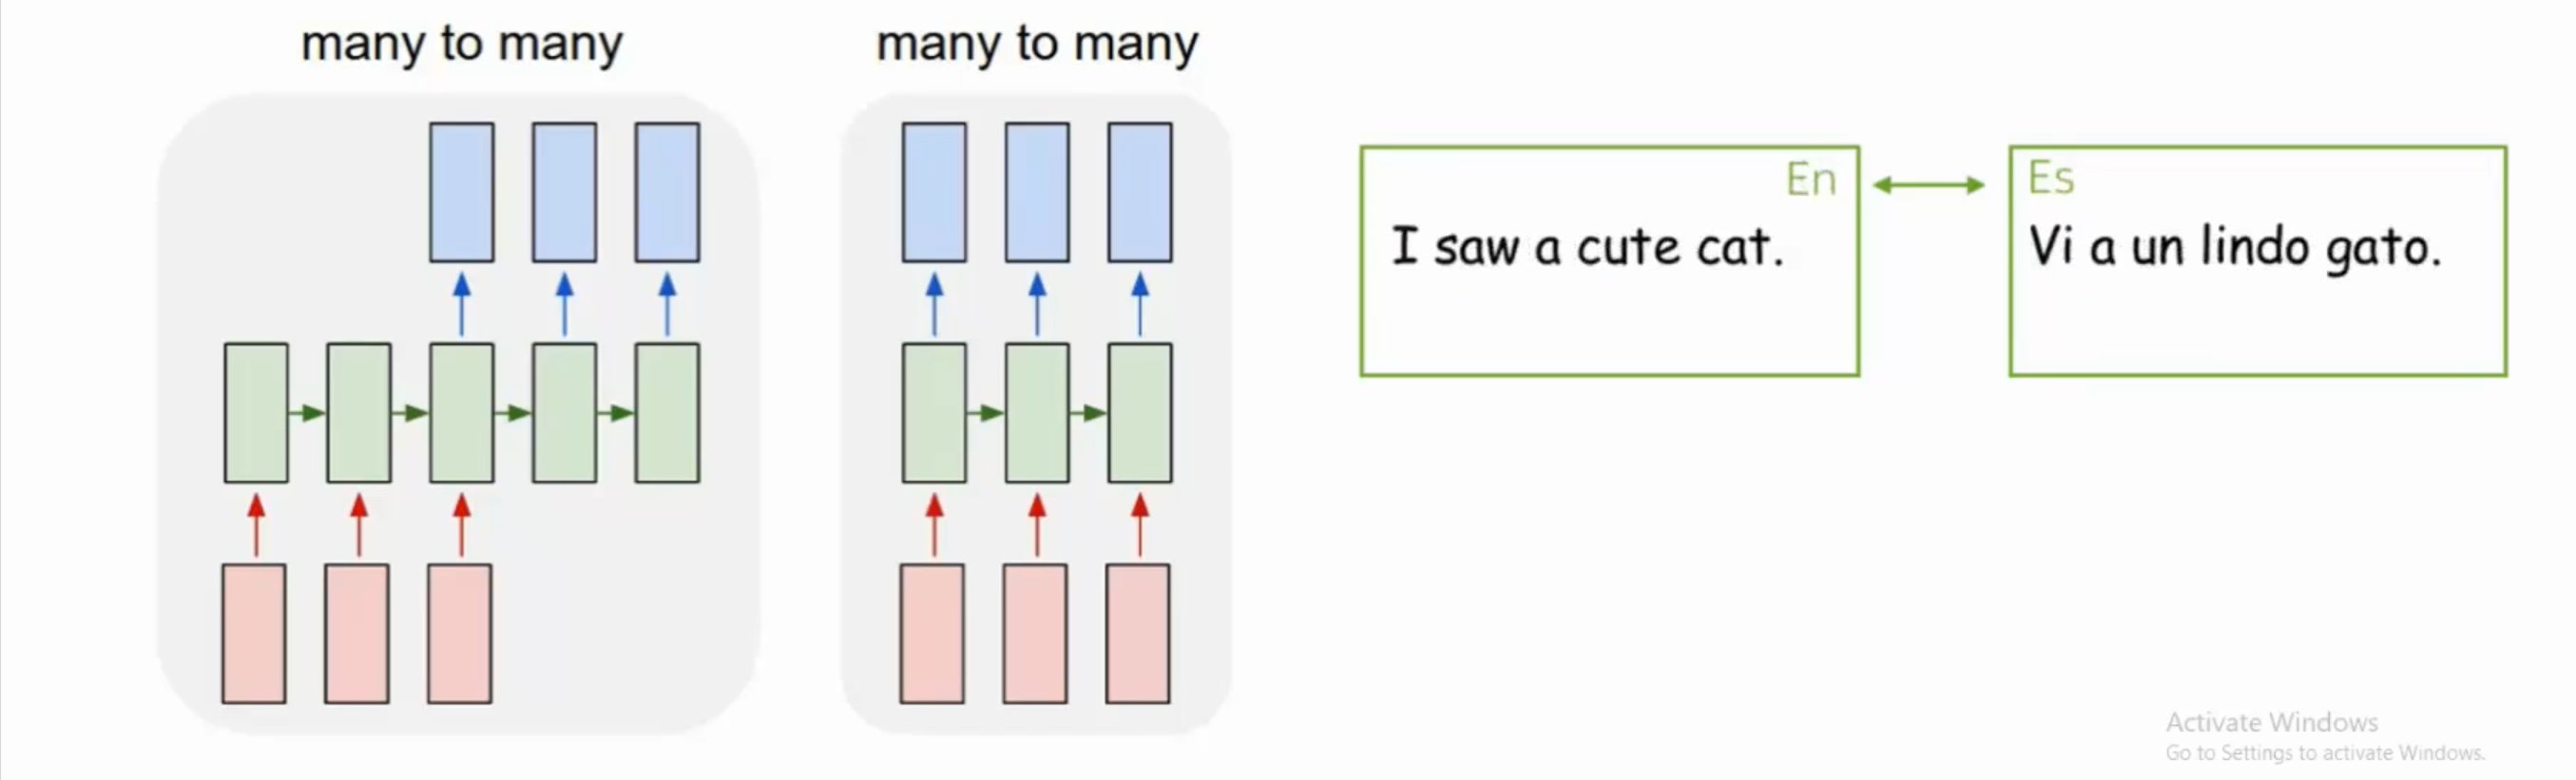 many to many
many to many
En
I saw a cute cat.
Es
Vi a un lindo gato.
Activate Windows
Go to Settings to activate Windows.